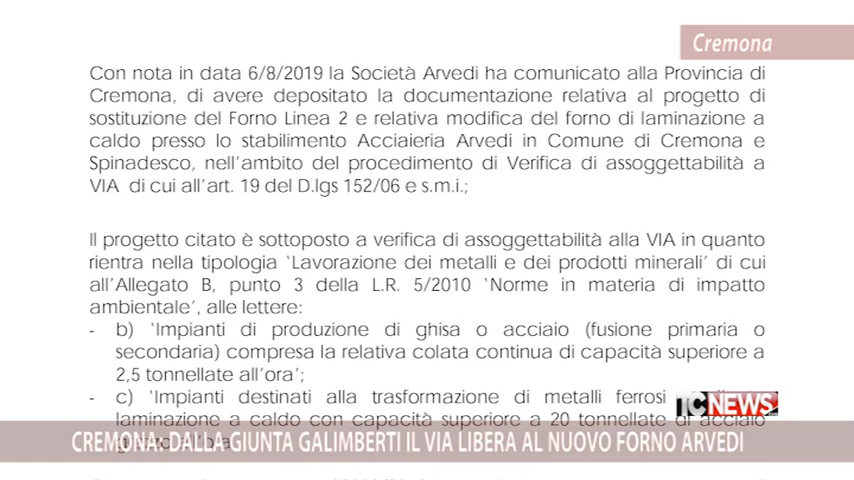 Cremona
Con nota in data 6/8/2019 la Società Arvedi ha comunicato alla Provincia di
Cremona, di avere depositato la documentazione relativa al progetto di
sostituzione del Forno Linea 2 e relativa modifica del forno di laminazione a
caldo presso lo stabilimento Acciaieria Arvedi in Comune di Cremona e
Spinadesco, nell'ambito del procedimento di Verifica di assoggettabilità a
VIA di cui all'art. 19 del D.lgs 152/06 e s.m.i.;
Il progetto citato è sottoposto a verifica di assoggettabilità alla VIA in quanto
rientra nella tipologia 'Lavorazione dei metalli e dei prodotti minerali' di cui
all'Allegato B, punto 3 della L.R. 5/2010 'Norme in materia di impatto
ambientale', alle lettere:
- b) 'Impianti di produzione di ghisa o acciaio (fusione primaria o
secondaria) compresa la relativa colata continua di capacità superiore a
2,5 tonnellate all'ora';
- c) 'Impianti destinati alla trasformazione di metalli ferrosi
TC NEWS
laminazione a caldo con capacità superiore a 20 tonnellate di acciaio
CREMONA: DALLA GIUNTA GALIMBERTI IL VIA LIBERA AL NUOVO FORNO ARVEDI